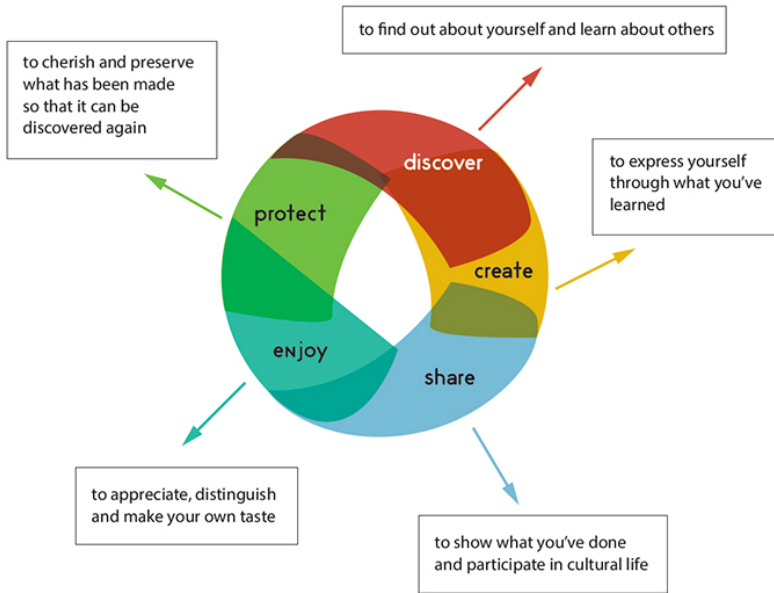 to find out about yourself and learn about others
to cherish and preserve
what has been made
so that it can be
discovered again
discover
to express yourself
through what you've
learned
protect
create
enjoy
share
to appreciate, distinguish
and make your own taste
to show what you've done
and participate in cultural life